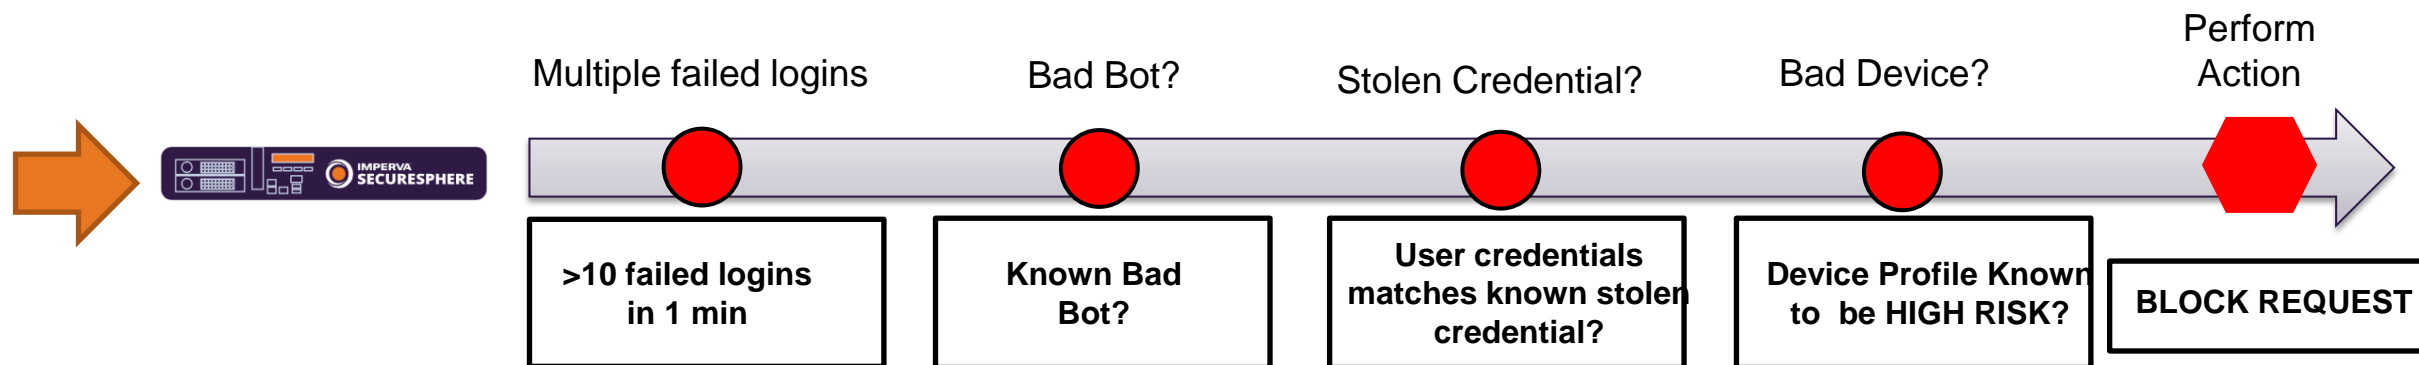 Multiple failed logins
Bad Bot?
Stolen Credential?
Bad Device?
Perform
Action
IMPERVA
SECURESPHERE
>10 failed logins
in 1 min
Known Bad
Bot?
User credentials
matches known stolen
credential?
Device Profile Known
to be HIGH RISK?
BLOCK REQUEST